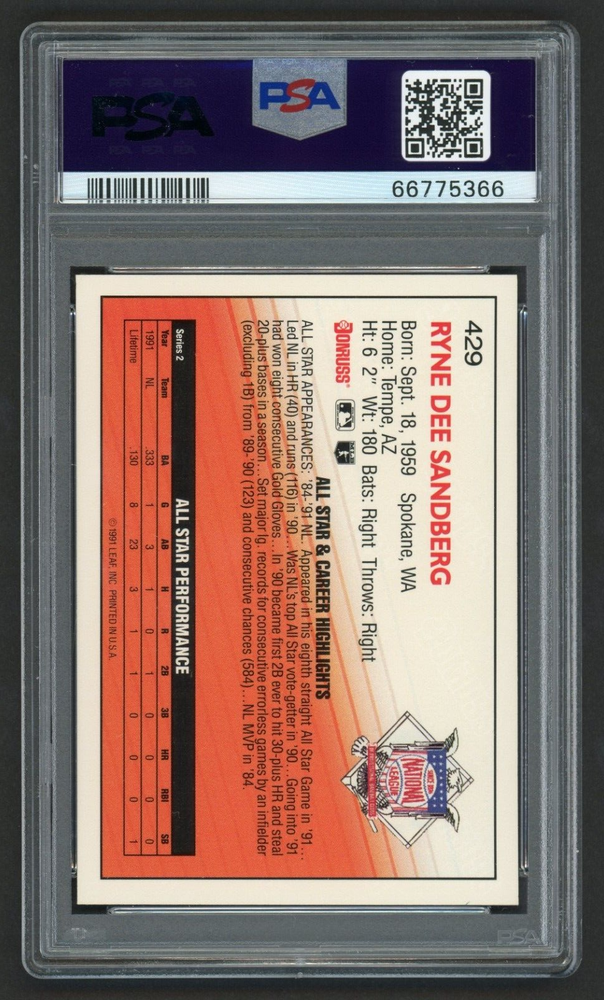 PSA
PSA
66775366
429
RYNE DEE SANDBERG
Born: Sept. 18, 1959 Spokane, WA
Home: Tempe, AZ
Ht: 6 2" Wt: 180 Bats: Right Throws: Right
DONRUSS
NATIONAL
LEAGUE
ALL STAR & CAREER HIGHLIGHTS
ALL STAR APPEARANCES: '84-'91 NL. Appeared in his eighth straight All Star Game in '91...
Led NL in HR (40) and runs (116) in '90...Was NL's top All Star vote-getter in '90...Going into '91
had won eight consecutive Gold Gloves...In '90 became first 2B ever to hit 30-plus HR and steal
20-plus bases in a season...Set major lg. records for consecutive errorless games by an infielder
(excluding 1B) from '89-'90 (123) and consecutive chances (584)...NL MVP in '84.
Series 2 ALL STAR PERFORMANCE
Year Team BA G AB H R 2B 3B HR RBI SB
1991 NL .333 1 3 1 0 1 0 0 0 0
Lifetime .130 8 23 3 1 1 0 0 0 1
© 1991 LEAF, INC. PRINTED IN U.S.A.
PSA